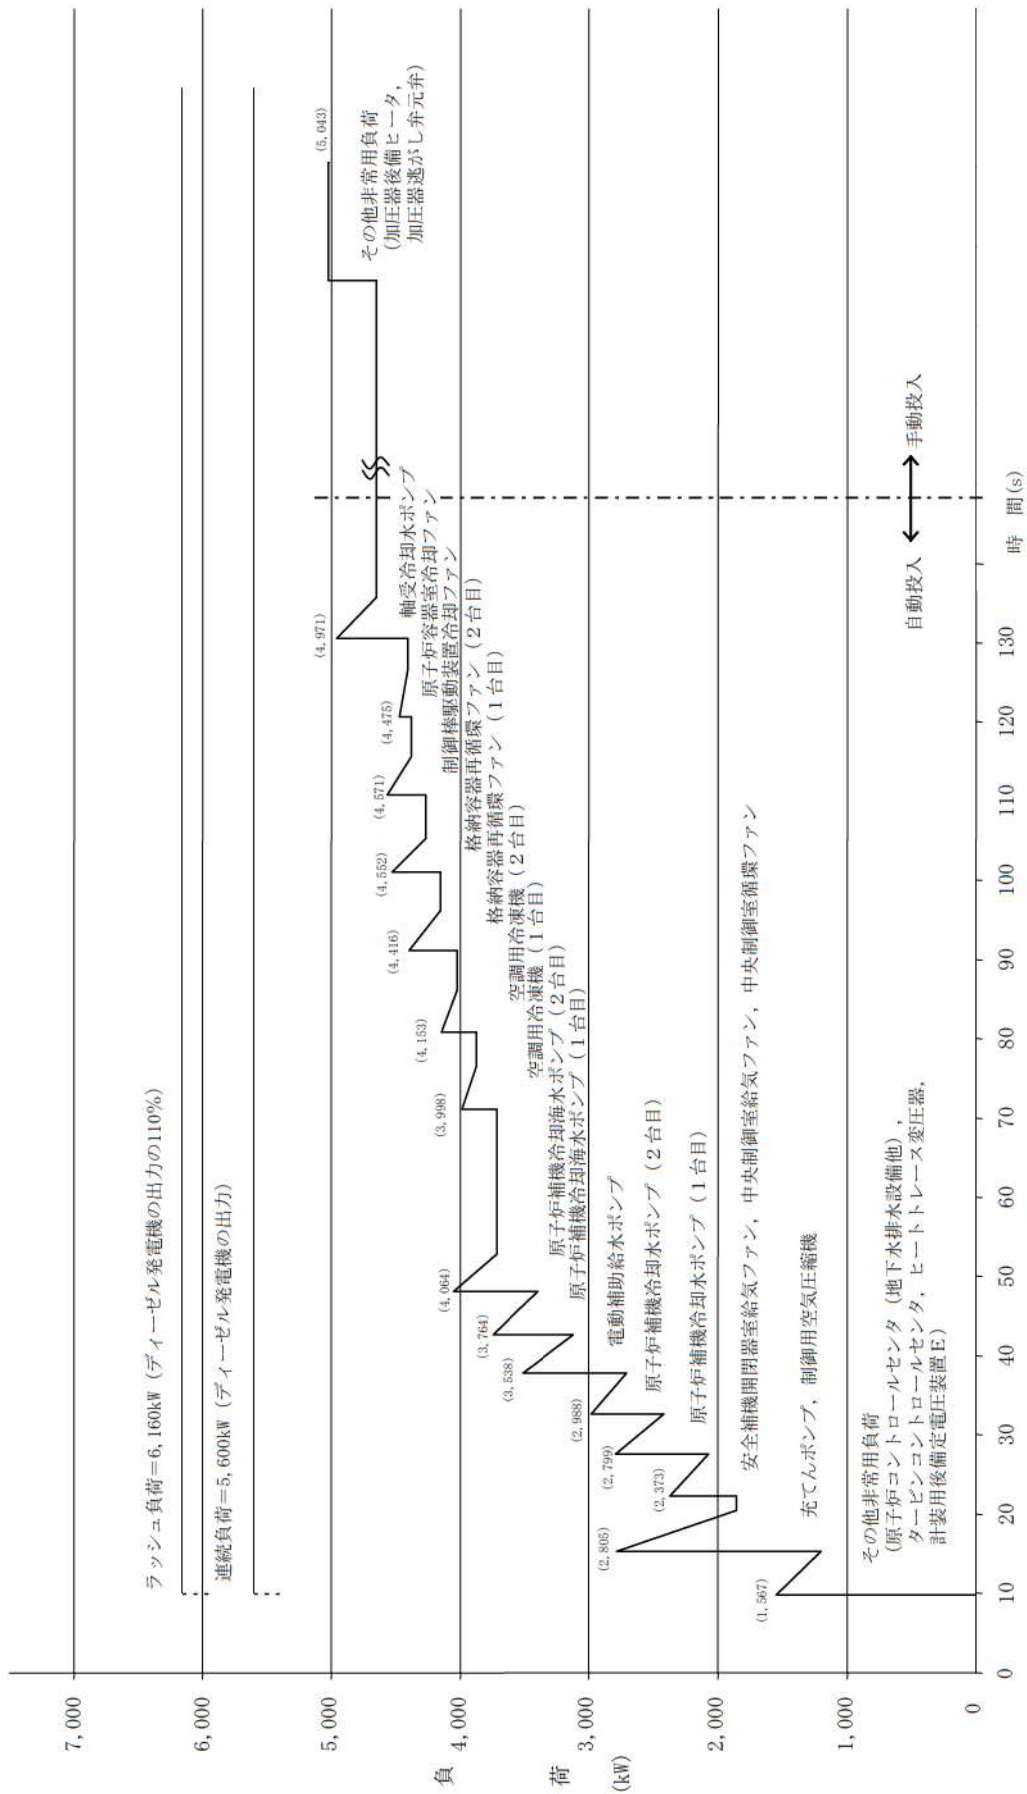 7,000
6,000
5,000
4,000
3,000
2,000
1,000
0
負
荷
(kW)
ラッシュ負荷=6,160kW（ディーゼル発電機の出力の110%）
連続負荷=5,600kW（ディーゼル発電機の出力）
(1,567)
(2,805)
(2,373)
(2,799)
(2,988)
(3,538)
(3,764)
(4,064)
(3,998)
(4,153)
(4,416)
(4,552)
(4,571)
(4,475)
(4,971)
(5,043)
その他非常用負荷
(加圧器後備ヒータ,
加圧器逃がし弁元弁)
軸受冷却水ポンプ
原子炉容器室冷却ファン
制御棒駆動装置冷却ファン
格納容器再循環ファン（２台目）
格納容器再循環ファン（１台目）
空調用冷凍機（２台目）
空調用冷凍機（１台目）
原子炉補機冷却海水ポンプ（２台目）
原子炉補機冷却海水ポンプ（１台目）
電動補助給水ポンプ
原子炉補機冷却水ポンプ（２台目）
原子炉補機冷却水ポンプ（１台目）
安全補機開閉器室給気ファン, 中央制御室給気ファン, 中央制御室循環ファン
充てんポンプ, 制御用空気圧縮機
その他非常用負荷
(原子炉コントロールセンタ（地下水排水設備他）,
タービンコントロールセンタ, ヒートトレース変圧器,
計装用後備定電圧装置Ｅ)
自動投入
手動投入
0
10
20
30
40
50
60
70
80
90
100
110
120
130
時 間(s)